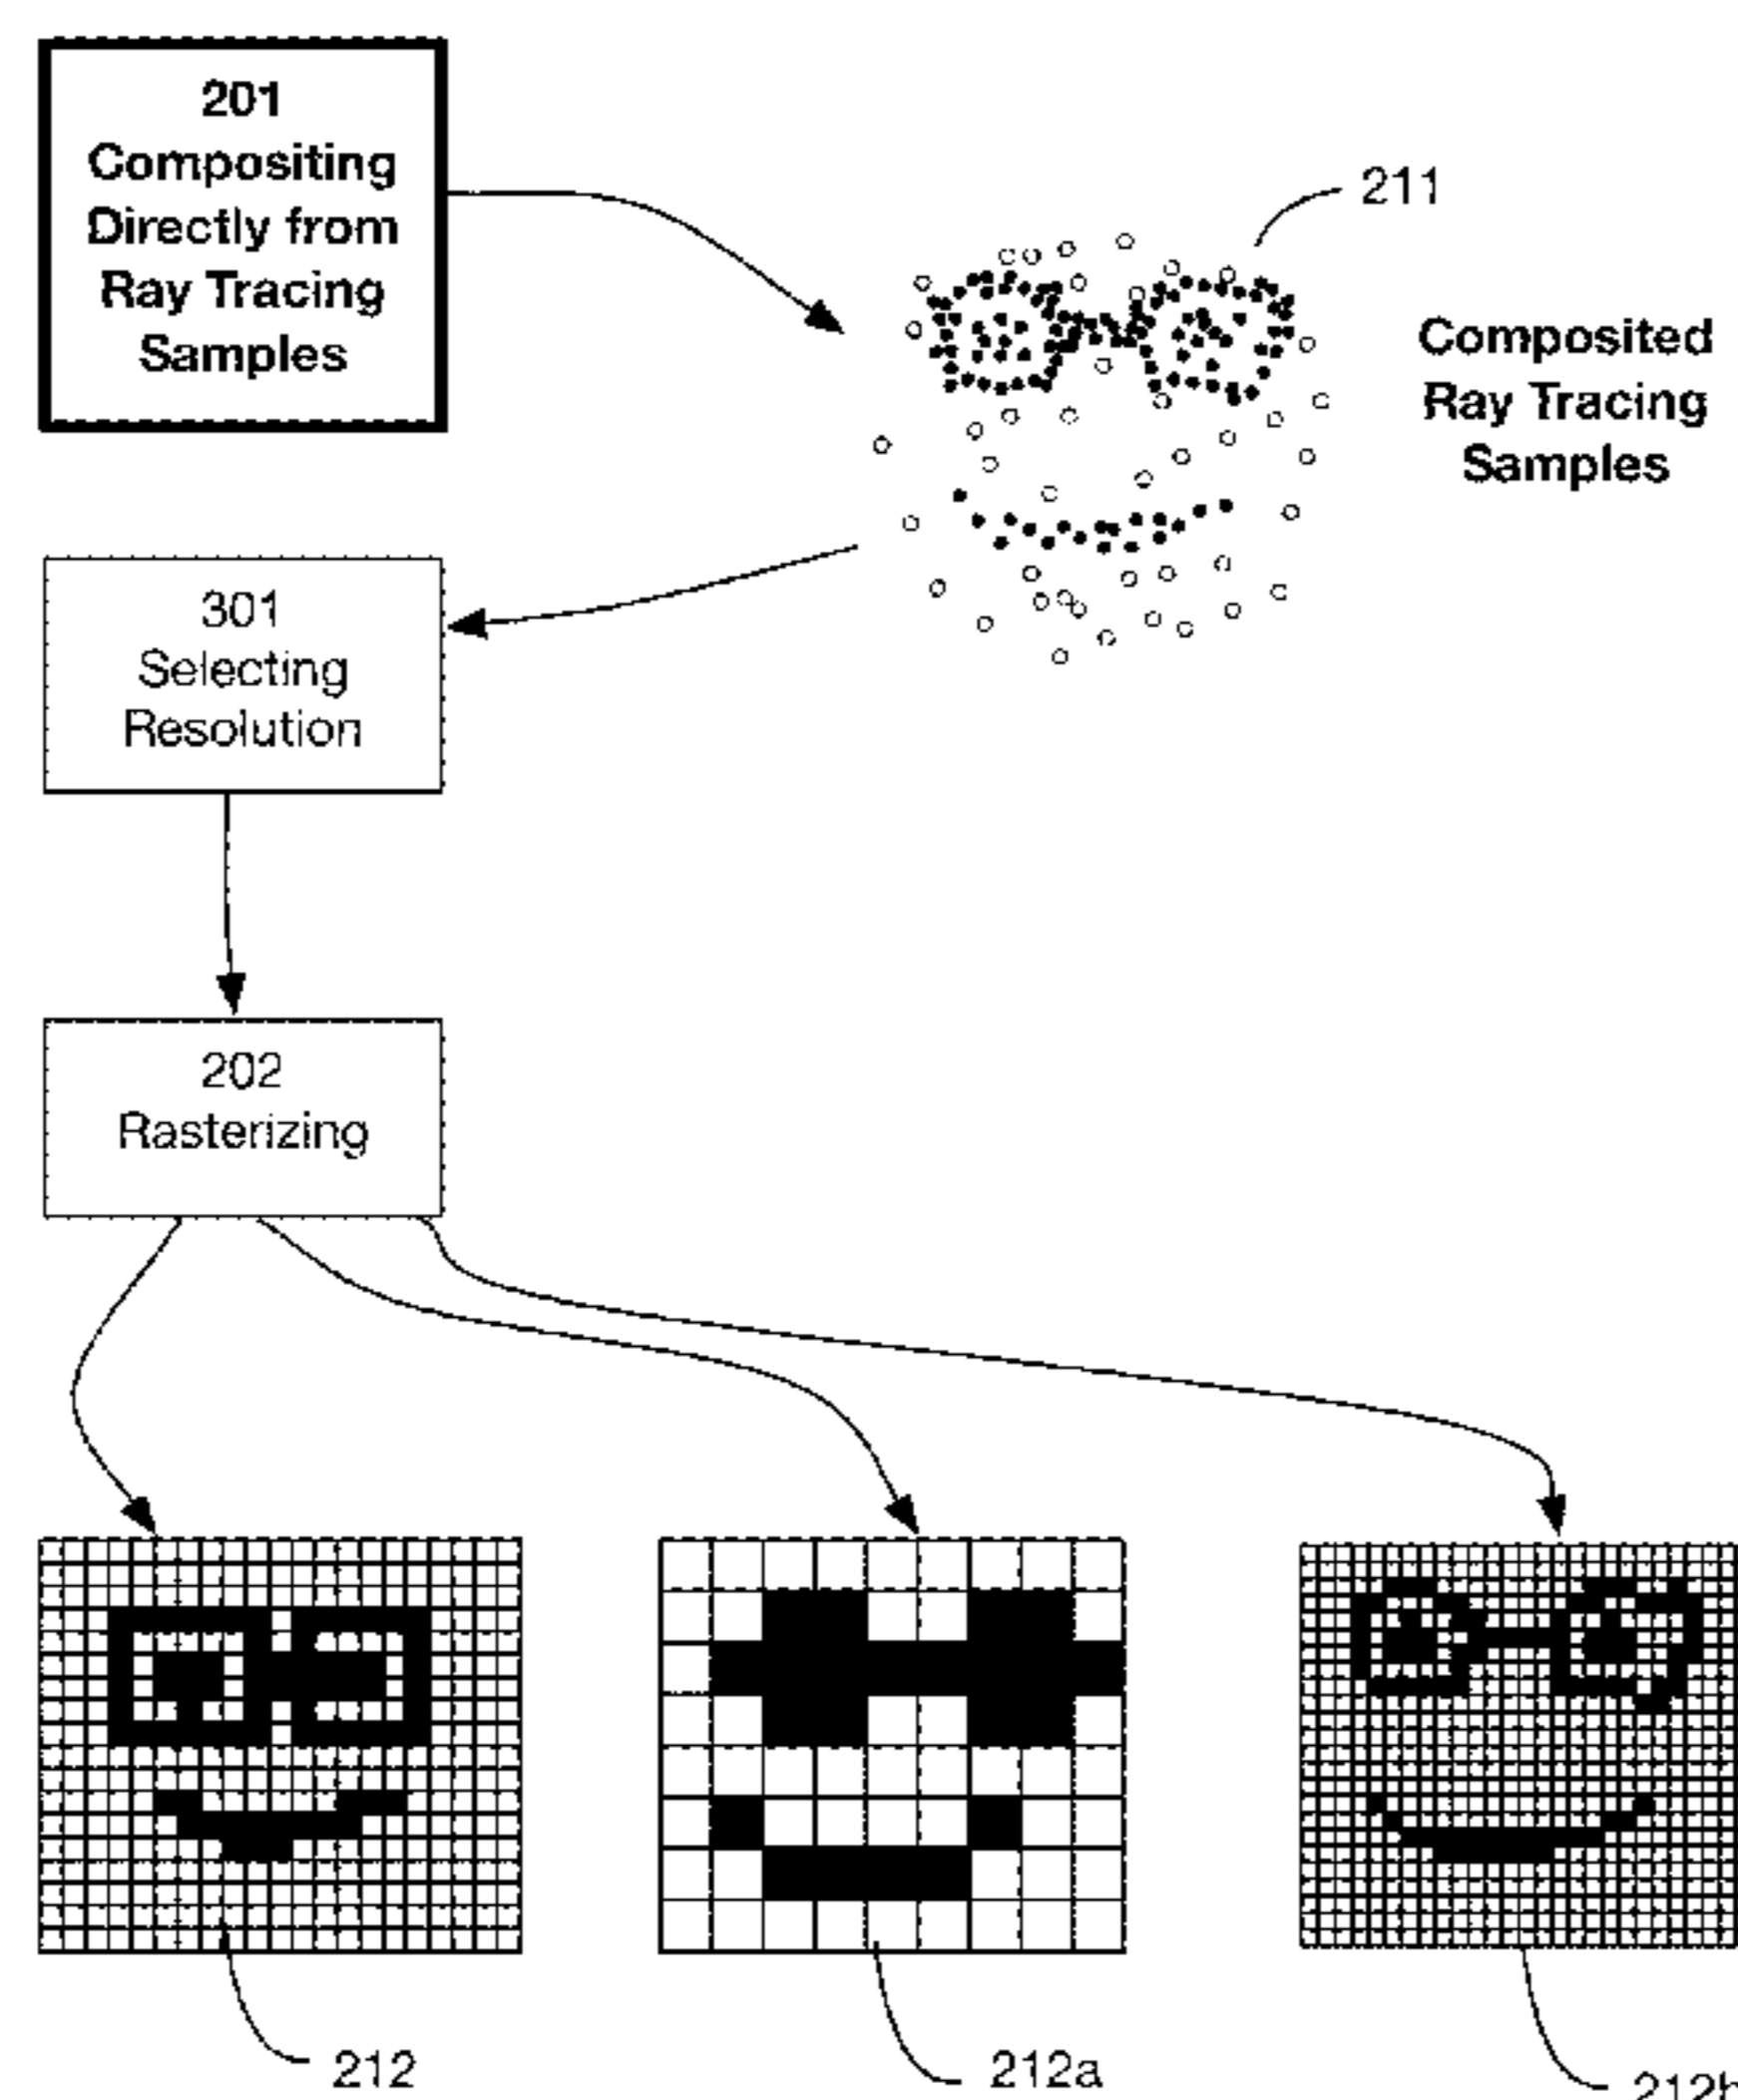 201
Compositing
Directly from
Ray Tracing
Samples
211
Composited
Ray Tracing
Samples
301
Selecting
Resolution
202
Rasterizing
212
212a
212b